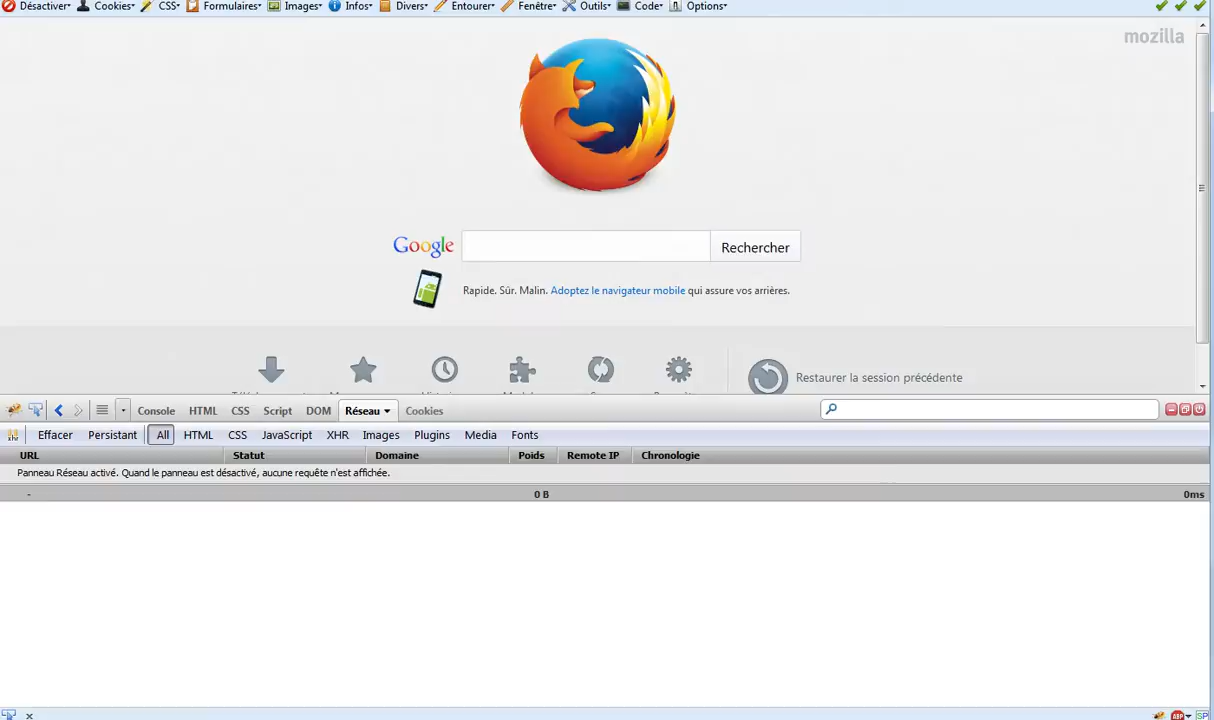 Désactiver Cookies CSS Formulaires Images Infos Divers Entourer Fenêtre Outils Code Options
mozilla
Google Rechercher
Rapide. Sûr. Malin. Adoptez le navigateur mobile qui assure vos arrières.
Restaurer la session précédente
Console HTML CSS Script DOM Réseau Cookies
Effacer Persistant All HTML CSS JavaScript XHR Images Plugins Media Fonts
URL Statut Domaine Poids Remote IP Chronologie
Panneau Réseau activé. Quand le panneau est désactivé, aucune requête n'est affichée.
- 0 B 0ms
x ABP SP